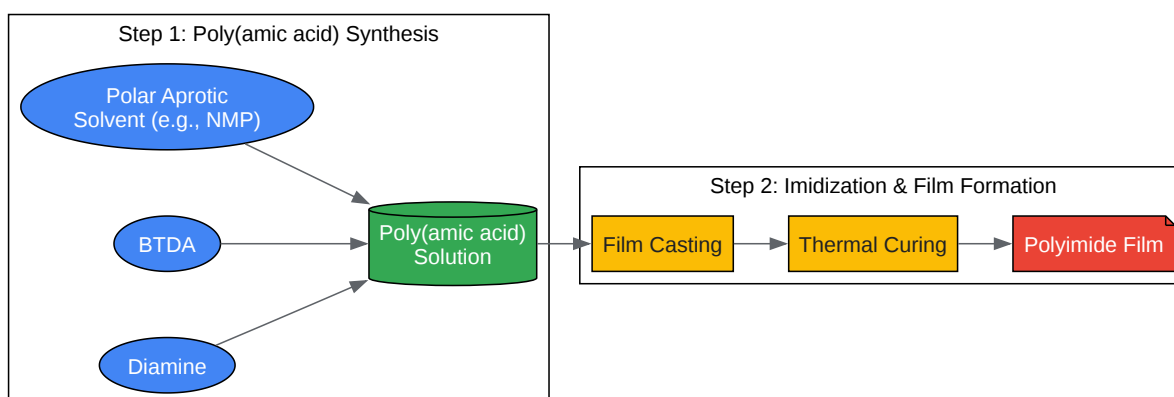 Step 1: Poly(amic acid) Synthesis
Polar Aprotic
Solvent (e.g., NMP)
BTDA
Diamine
Poly(amic acid)
Solution
Step 2: Imidization & Film Formation
Film Casting
Thermal Curing
Polyimide Film